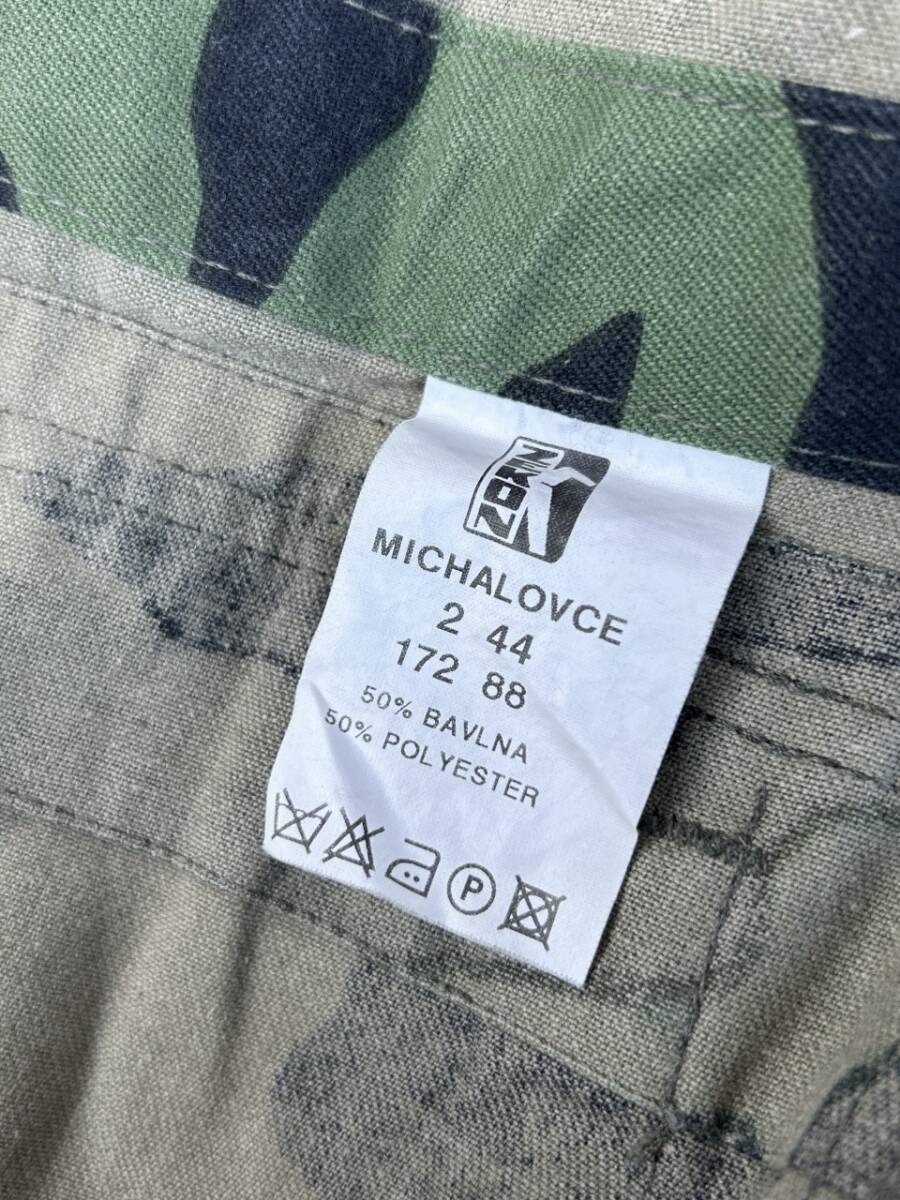 ZEKON
MICHALOVCE
2 44
172 88
50% BAVLNA
50% POLYESTER
P